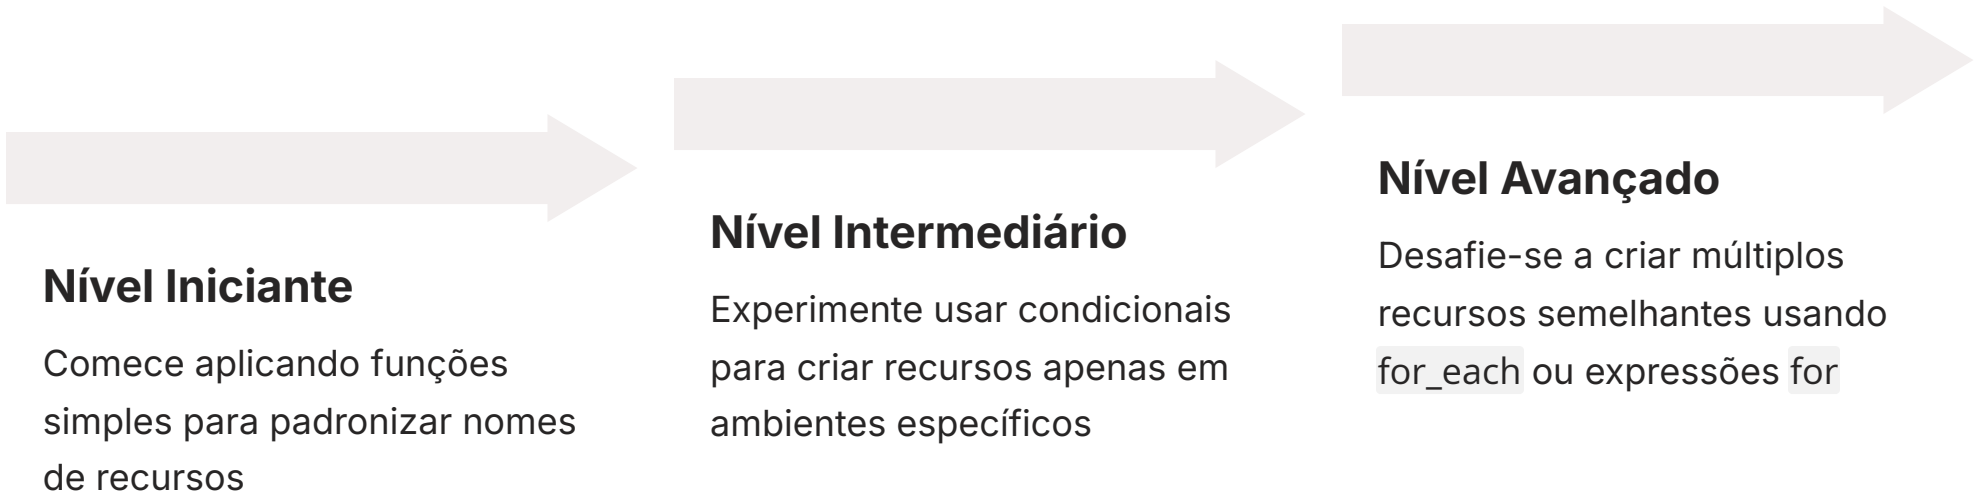 Nível Iniciante
Comece aplicando funções
simples para padronizar nomes
de recursos
Nível Intermediário
Experimente usar condicionais
para criar recursos apenas em
ambientes específicos
Nível Avançado
Desafie-se a criar múltiplos
recursos semelhantes usando
for_each ou expressões for